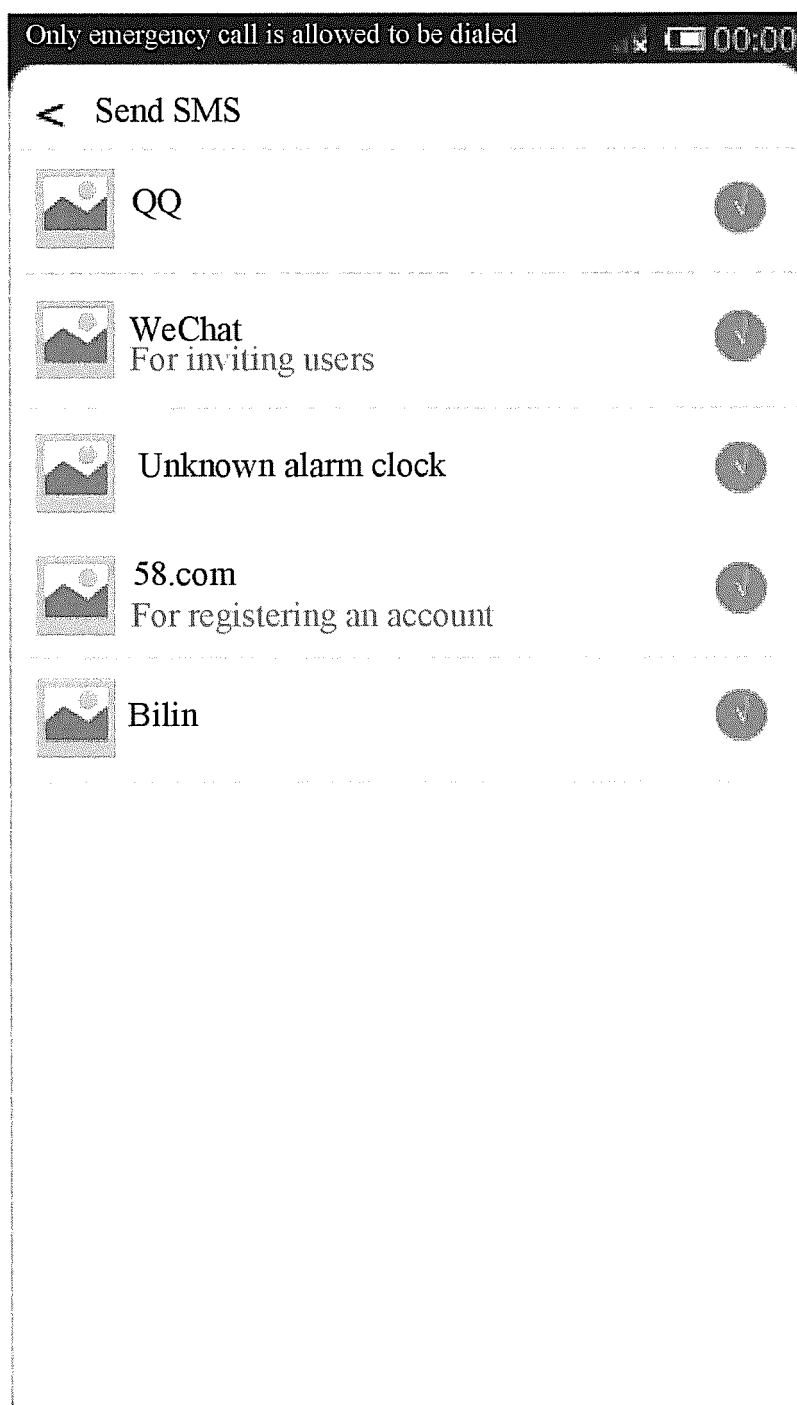 Only emergency call is allowed to be dialed 00:00
< Send SMS
QQ
WeChat
For inviting users
Unknown alarm clock
58.com
For registering an account
Bilin